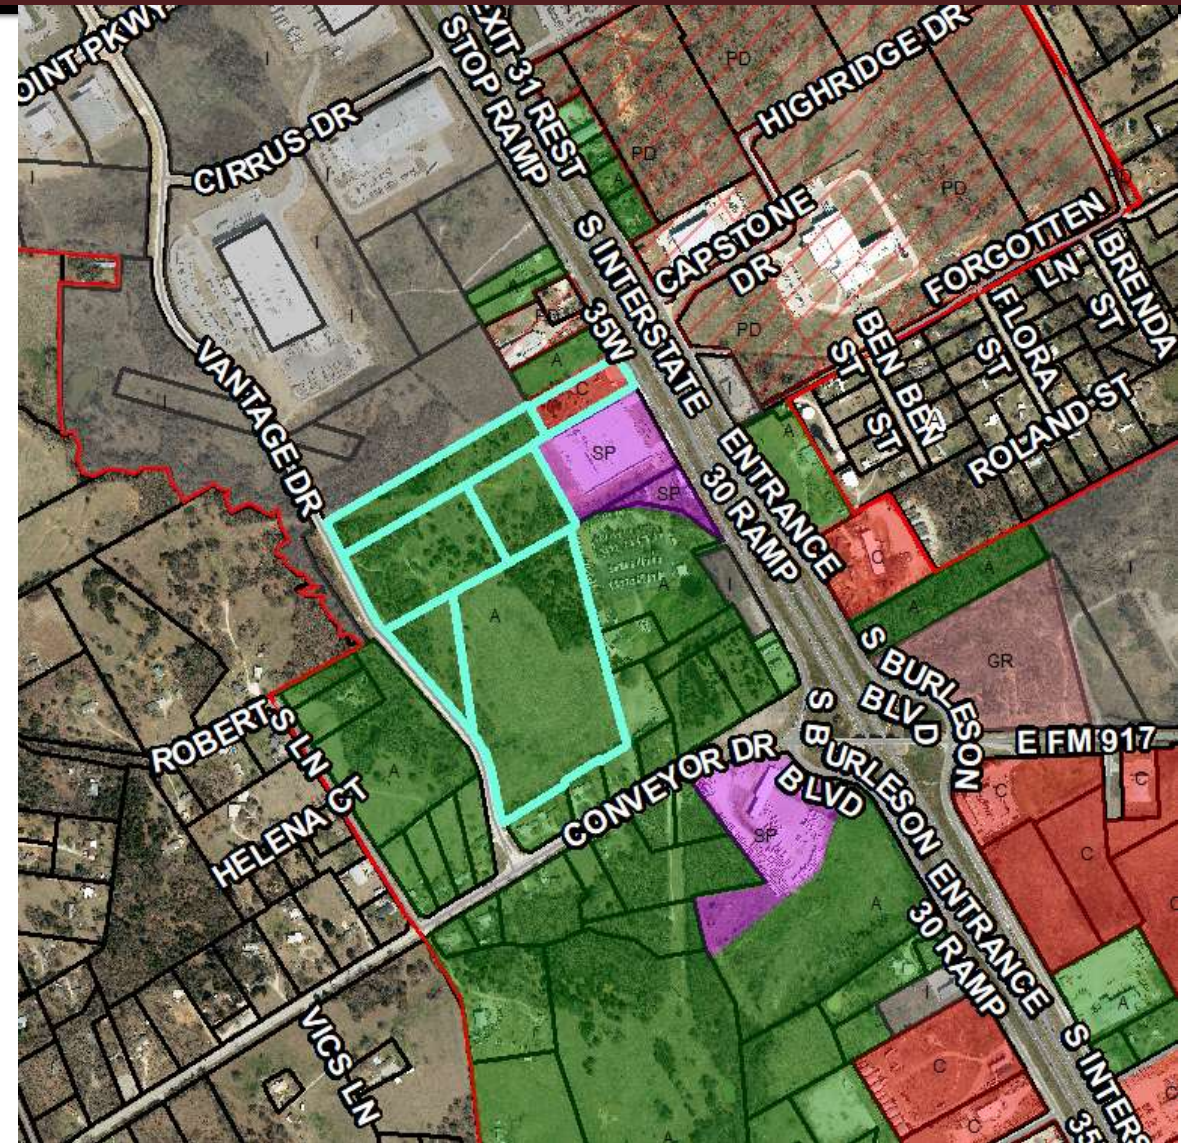 OINT PKWY
EXIT 31 REST
STOP RAMP
HIGHRIDGE DR
PD
I
CIRRUS DR
PD
I
I
A
PD
PD
CAPSTONE
DR
FORGOTTEN
LN
BRENDA
ST
S INTERSTATE
35W
A
PD
I
FLORA
ST
BEN BEN
ST
ST
PD
A
VANTAGE DR
I
C
I
ROLAND ST
A
A
SP
ENTRANCE
30 RAMP
SP
C
I
A
I
A
A
A
GR
S BURLESON
BLVD
ROBERTS LN
HELENA CT
A
CONVEYOR DR
S BURLESON
BLVD
E FM 917
C
C
SP
C
C
A
ENTRANCE
30 RAMP
I
A
VICS LN
C
S INTERS
35
C
C
A